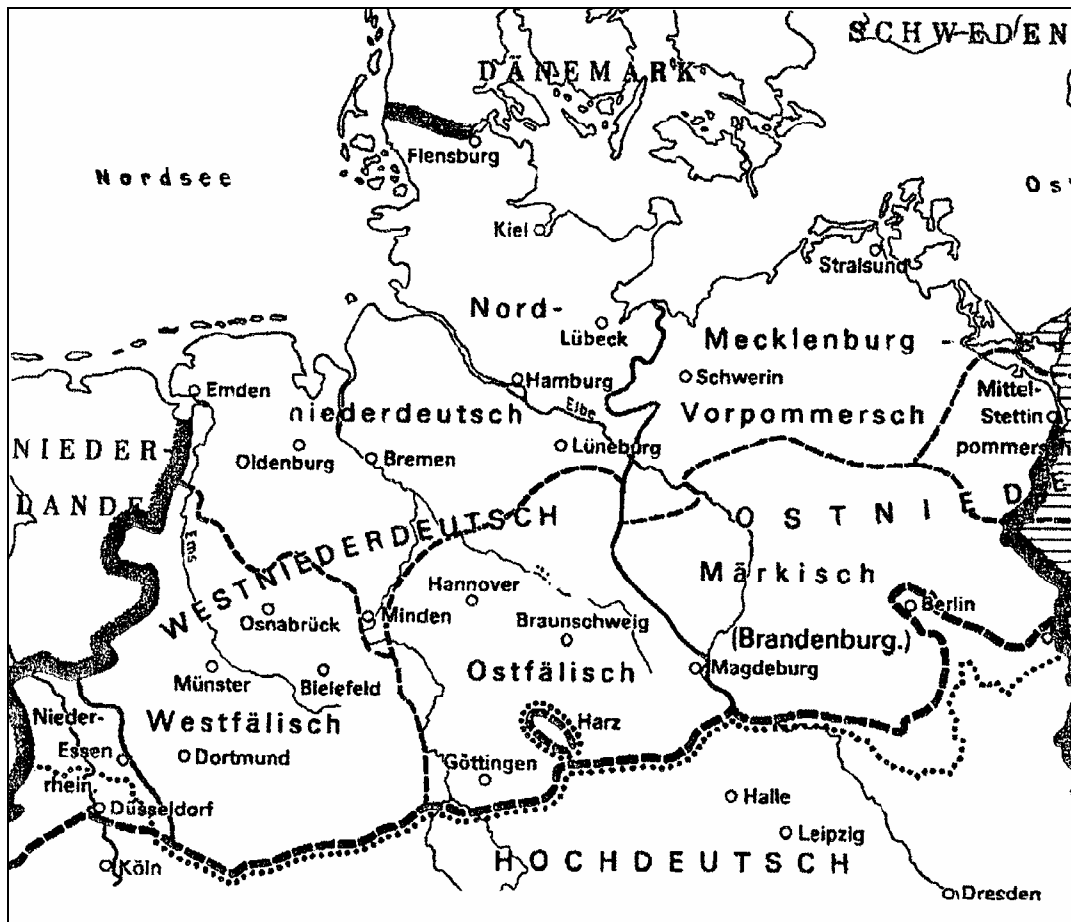 SCHWEDEN
DÄNEMARK
Flensburg
Nordsee
Ost
Kiel
Stralsund
Nord-
Lübeck
Mecklenburg -
Emden
Hamburg
Schwerin
Mittel-
niederdeutsch
Elbe
Vorpommersch
Stettin
NIEDER-
Oldenburg
Bremen
Lüneburg
pommersch
LANDE
WESTNIEDERDEUTSCH
OSTNIEDE
Ems
Hannover
Märkisch
Osnabrück
Minden
Braunschweig
Berlin
(Brandenburg.)
Münster
Bielefeld
Ostfälisch
Magdeburg
Nieder-
Westfälisch
Harz
Essen
Dortmund
Göttingen
rhein.
Düsseldorf
Halle
Köln
HOCHDEUTSCH
Leipzig
Dresden